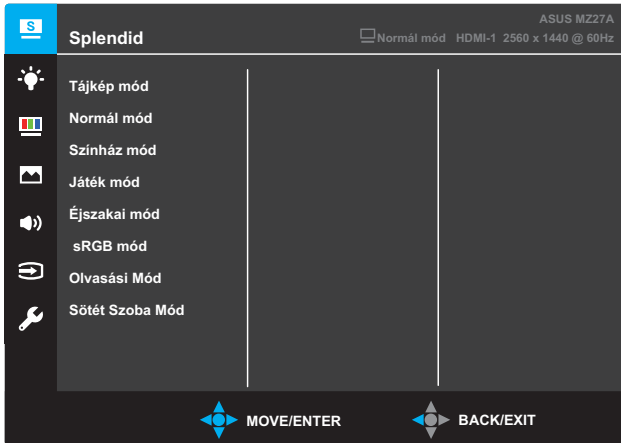 S
ASUS MZ27A
Splendid
Normál mód HDMI-1 2560 x 1440 @ 60Hz
Tájkép mód
Normál mód
Színház mód
Játék mód
Éjszakai mód
sRGB mód
Olvasási Mód
Sötét Szoba Mód
MOVE/ENTER BACK/EXIT